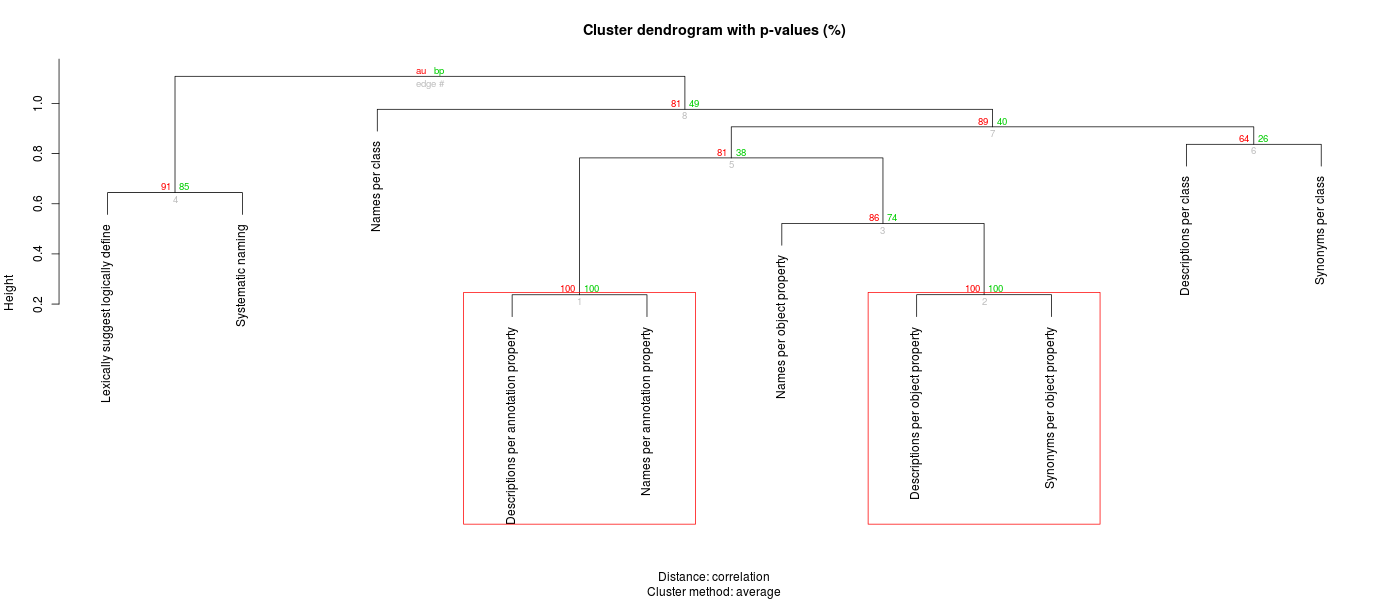 Cluster dendrogram with p-values (%)
au bp
edge #
81 49
8
89 40
7
64 26
6
81 38
5
91 85
4
86 74
3
100 100
1
100 100
2
Height
0.2
0.4
0.6
0.8
1.0
Lexically suggest logically define
Systematic naming
Names per class
Descriptions per annotation property
Names per annotation property
Names per object property
Descriptions per object property
Synonyms per object property
Descriptions per class
Synonyms per class
Distance: correlation
Cluster method: average